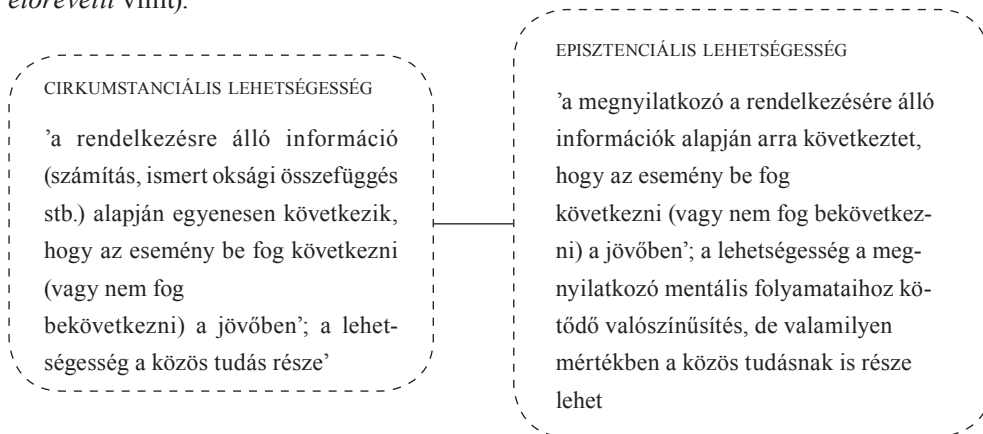 előrevetít vmit).
CIRKUMSTANCIÁLIS LEHETSÉGESSÉG
’a rendelkezésre álló információ
(számítás, ismert oksági összefüggés
stb.) alapján egyenesen következik,
hogy az esemény be fog következni
(vagy nem fog
bekövetkezni) a jövőben’; a lehet-
ségesség a közös tudás része’
EPISZTENCIÁLIS LEHETSÉGESSÉG
’a megnyilatkozó a rendelkezésére álló
információk alapján arra következtet,
hogy az esemény be fog
következni (vagy nem fog bekövetkez-
ni) a jövőben’; a lehetségesség a meg-
nyilatkozó mentális folyamataihoz kö-
tődő valószínűsítés, de valamilyen
mértékben a közös tudásnak is része
lehet